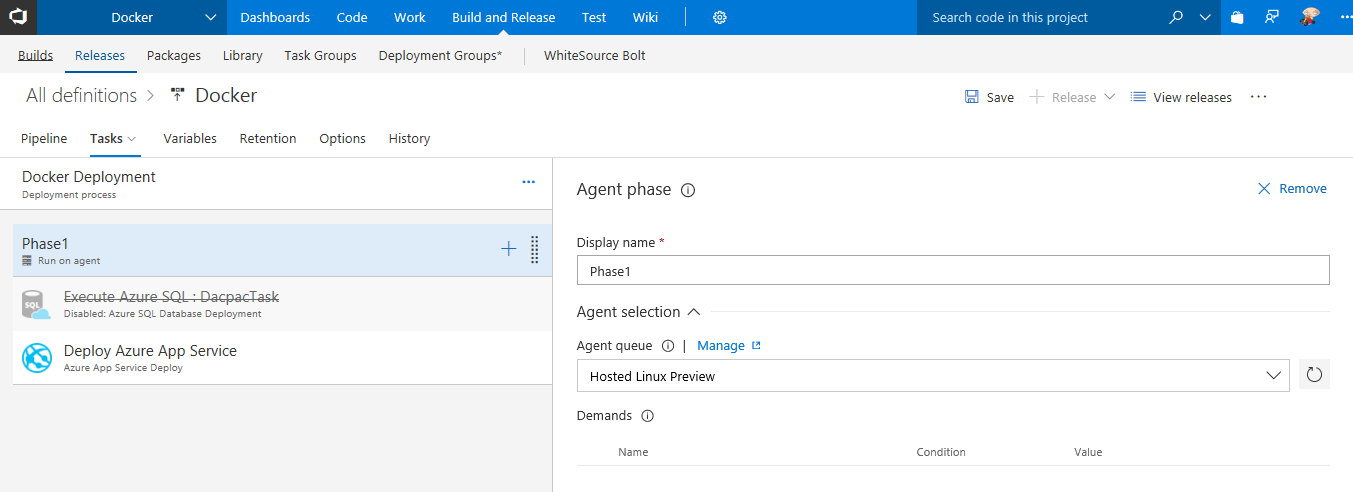 Docker Dashboards Code Work Build and Release Test Wiki Search code in this project
Builds Releases Packages Library Task Groups Deployment Groups* WhiteSource Bolt
All definitions > Docker Save + Release View releases ...
Pipeline Tasks Variables Retention Options History
Docker Deployment
Deployment process
...
Agent phase
Remove
Phase1
Run on agent
Display name *
Phase1
SQL
Execute Azure SQL : DacpacTask
Disabled: Azure SQL Database Deployment
Agent selection
Deploy Azure App Service
Azure App Service Deploy
Agent queue | Manage
Hosted Linux Preview
Demands
Name Condition Value